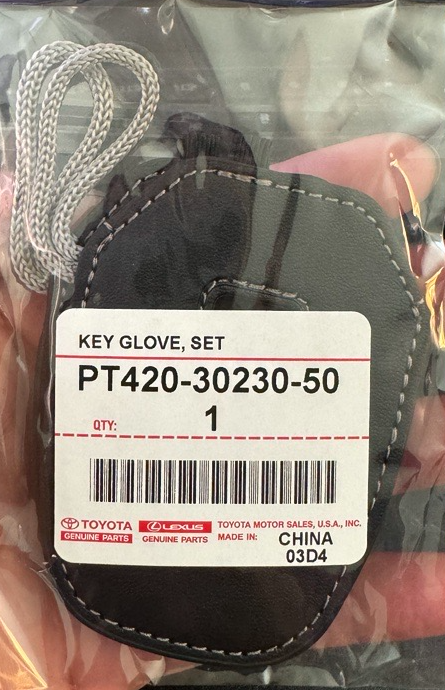 KEY GLOVE, SET
PT420-30230-50
QTY: 1
TOYOTA LEXUS TOYOTA MOTOR SALES, U.S.A., INC.
GENUINE PARTS GENUINE PARTS MADE IN: CHINA
03D4